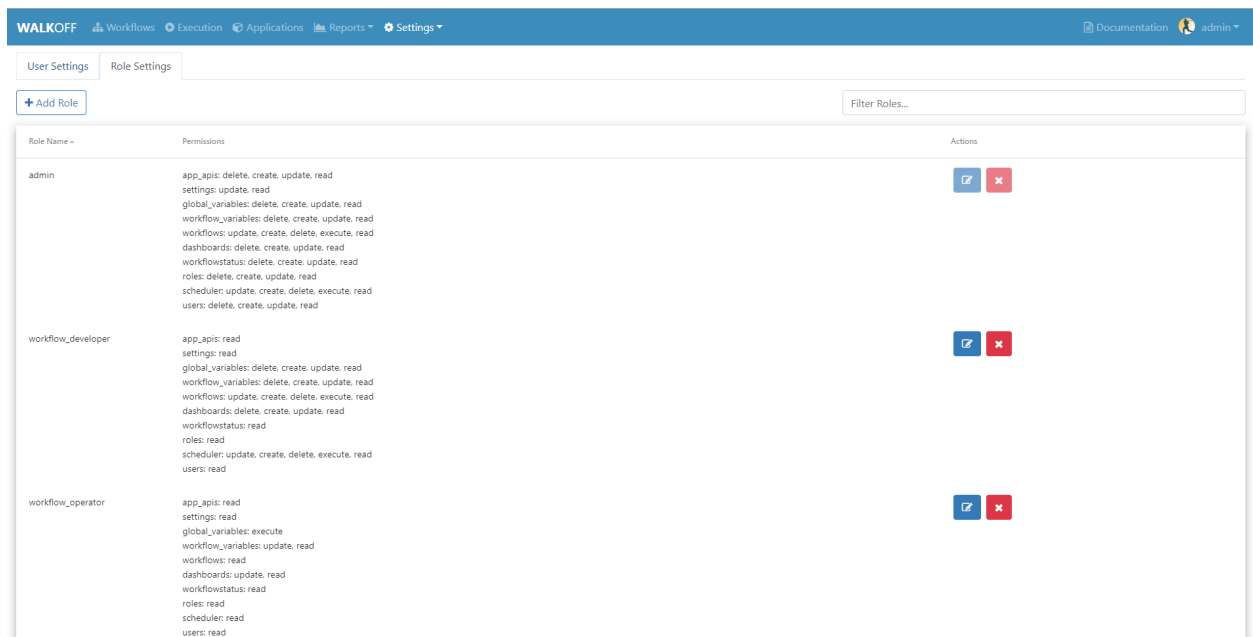 WALKOFF Workflows Execution Applications Reports Settings Documentation admin
User Settings Role Settings
Add Role Filter Roles...
Role Name Permissions Actions
admin app_apis: delete, create, update, read
settings: update, read
global_variables: delete, create, update, read
workflow_variables: delete, create, update, read
workflows: update, create, delete, execute, read
dashboards: delete, create, update, read
workflowstatus: delete, create, update, read
roles: delete, create, update, read
scheduler: update, create, delete, execute, read
users: delete, create, update, read
workflow_developer app_apis: read
settings: read
global_variables: delete, create, update, read
workflow_variables: delete, create, update, read
workflows: update, create, delete, execute, read
dashboards: delete, create, update, read
workflowstatus: read
roles: read
scheduler: update, create, delete, execute, read
users: read
workflow_operator app_apis: read
settings: read
global_variables: execute
workflow_variables: update, read
workflows: read
dashboards: update, read
workflowstatus: read
roles: read
scheduler: read
users: read